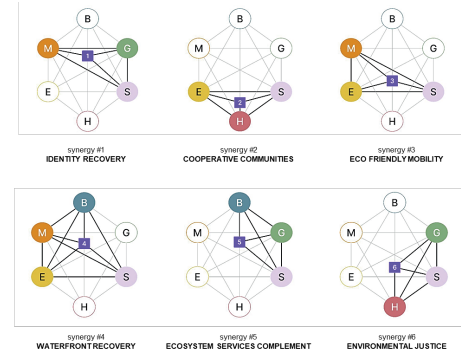 B
M
G
1
E
S
H
synergy #1
IDENTITY RECOVERY
B
M
G
E
S
2
H
synergy #2
COOPERATIVE COMMUNITIES
B
M
G
3
E
S
H
synergy #3
ECO FRIENDLY MOBILITY
B
M
G
4
E
S
H
synergy #4
WATERFRONT RECOVERY
B
M
G
5
E
S
H
synergy #5
ECOSYSTEM SERVICES COMPLEMENT
B
M
G
6
E
S
H
synergy #6
ENVIRONMENTAL JUSTICE